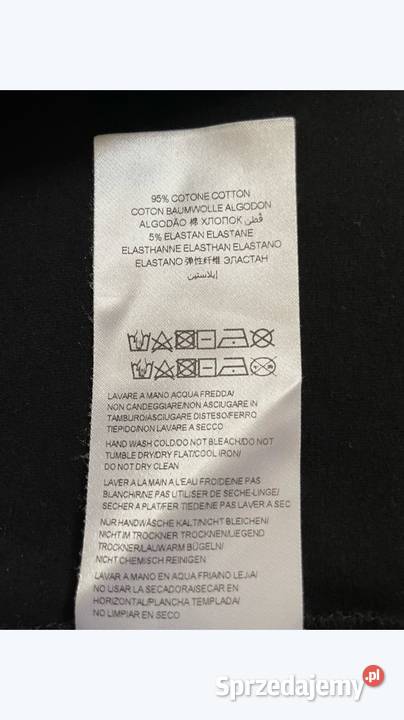 95% COTONE COTTON
COTON BAUMWOLLE ALGODON
ALGODÃO 棉 ХЛОПОК قطن
5% ELASTAN ELASTANE
ELASTHANNE ELASTHAN ELASTANO
ELASTANO 弹性纤维 ЭЛАСТАН
إيلاستين
LAVARE A MANO ACQUA FREDDA/
NON CANDEGGIARE/NON ASCIUGARE IN
TAMBURO/ASCIUGARE DISTESO/FERRO
TIEPIDO/NON LAVARE A SECCO
HAND WASH COLD/DO NOT BLEACH/DO NOT
TUMBLE DRY/DRY FLAT/COOL IRON/
DO NOT DRY CLEAN
LAVER A LA MAIN A L'EAU FROIDE/NE PAS
BLANCHIR/NE PAS UTILISER DE SECHE-LINGE/
SECHER A PLAT/FER TIEDE/NE PAS LAVER A SEC
NUR HANDWÄSCHE KALT/NICHT BLEICHEN/
NICHT IM TROCKNER TROCKNEN/LIEGEND
TROCKNEN/LAUWARM BÜGELN/
NICHT CHEMISCH REINIGEN
LAVAR A MANO EN AQUA FRIA/NO LEJIA/
NO USAR LA SECADORA/SECAR EN
HORIZONTAL/PLANCHA TEMPLADA/
NO LIMPIAR EN SECO
Sprzedajemy.pl